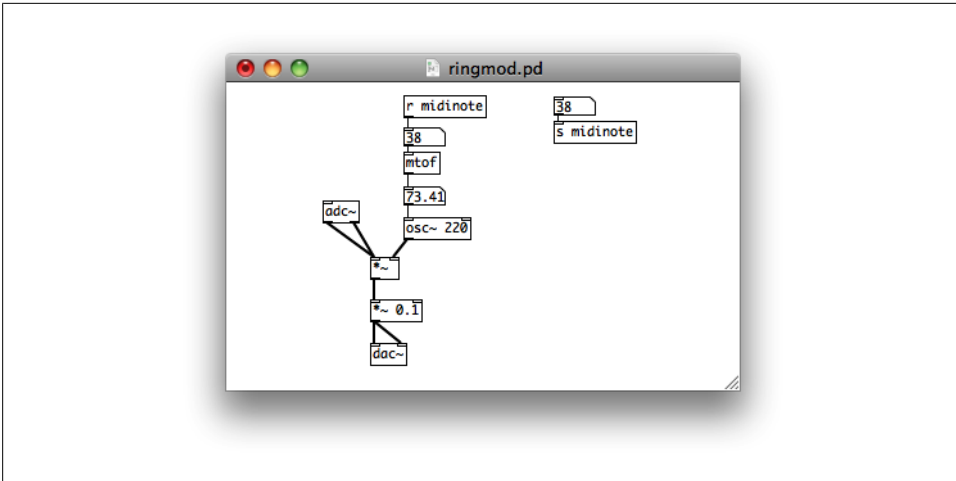 ringmod.pd
r midinote
38
38
s midinote
mtof
73.41
adc~
osc~ 220
*~
*~ 0.1
dac~